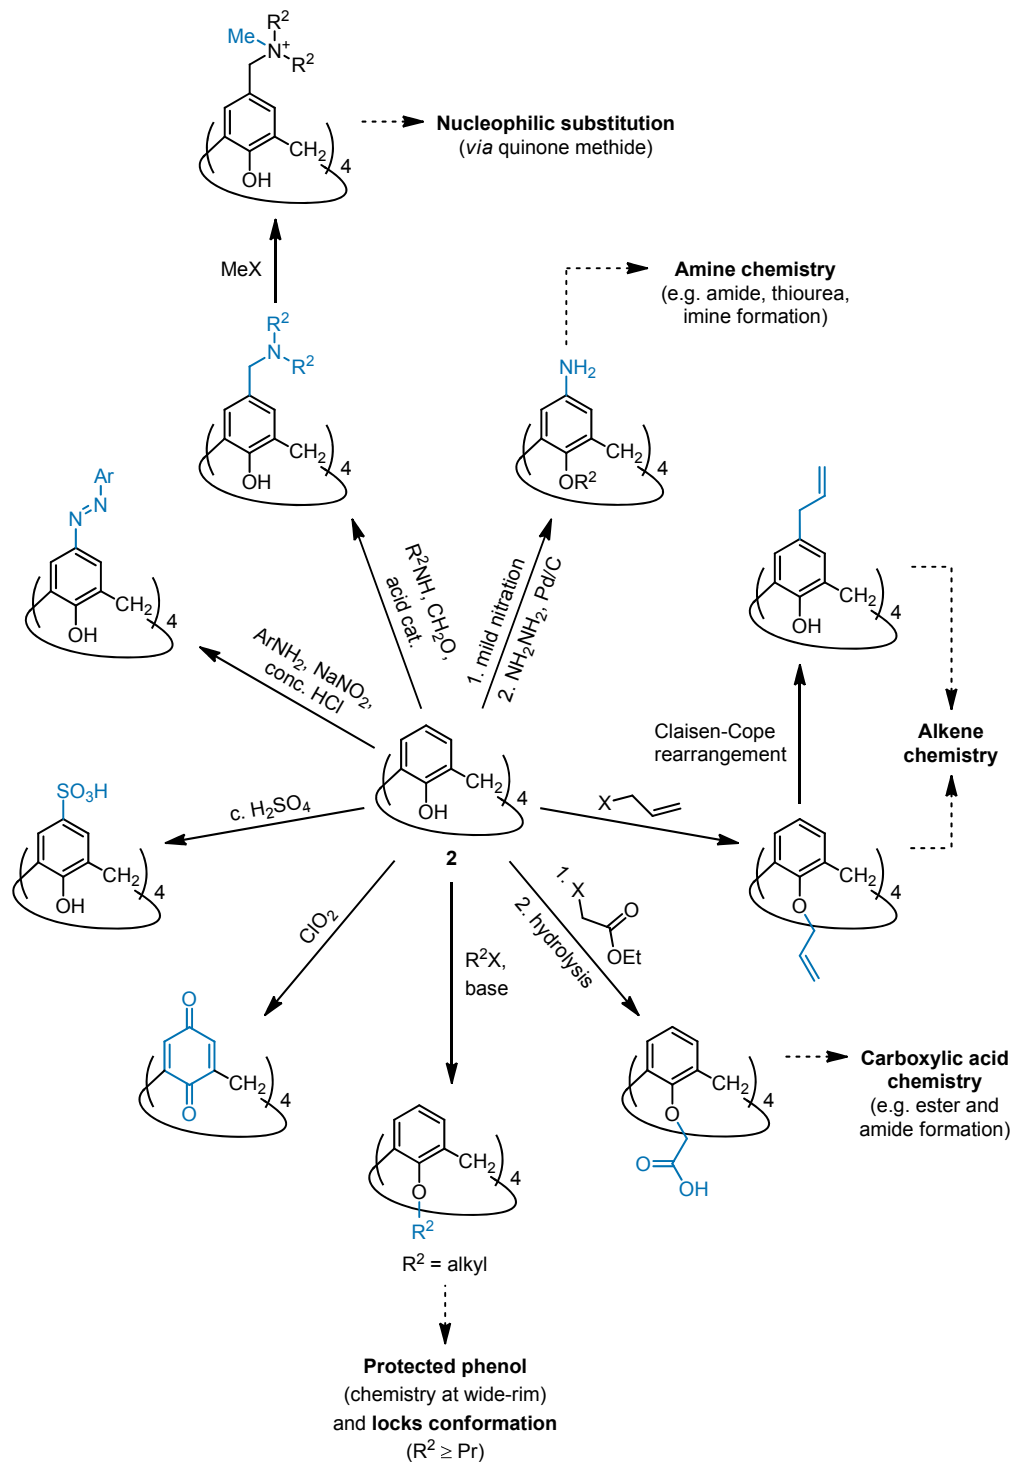 R²
Me
N⁺
R²
CH₂
4
OH
Nucleophilic substitution
(via quinone methide)
MeX
R²
N
R²
CH₂
4
OH
Amine chemistry
(e.g. amide, thiourea,
imine formation)
NH₂
CH₂
4
OR²
Ar
N
N
CH₂
4
OH
R²NH, CH₂O,
acid cat.
1. mild nitration
2. NH₂NH₂, Pd/C
CH₂
4
OH
ArNH₂, NaNO₂,
conc. HCl
Claisen-Cope
rearrangement
Alkene
chemistry
SO₃H
CH₂
4
OH
c. H₂SO₄
CH₂
4
OH
2
X
CH₂
4
O
ClO₂
R²X,
base
1.
X
O
OEt
2. hydrolysis
O
O
CH₂
4
CH₂
4
O
R²
R² = alkyl
CH₂
4
O
O
OH
Carboxylic acid
chemistry
(e.g. ester and
amide formation)
Protected phenol
(chemistry at wide-rim)
and locks conformation
(R² ≥ Pr)